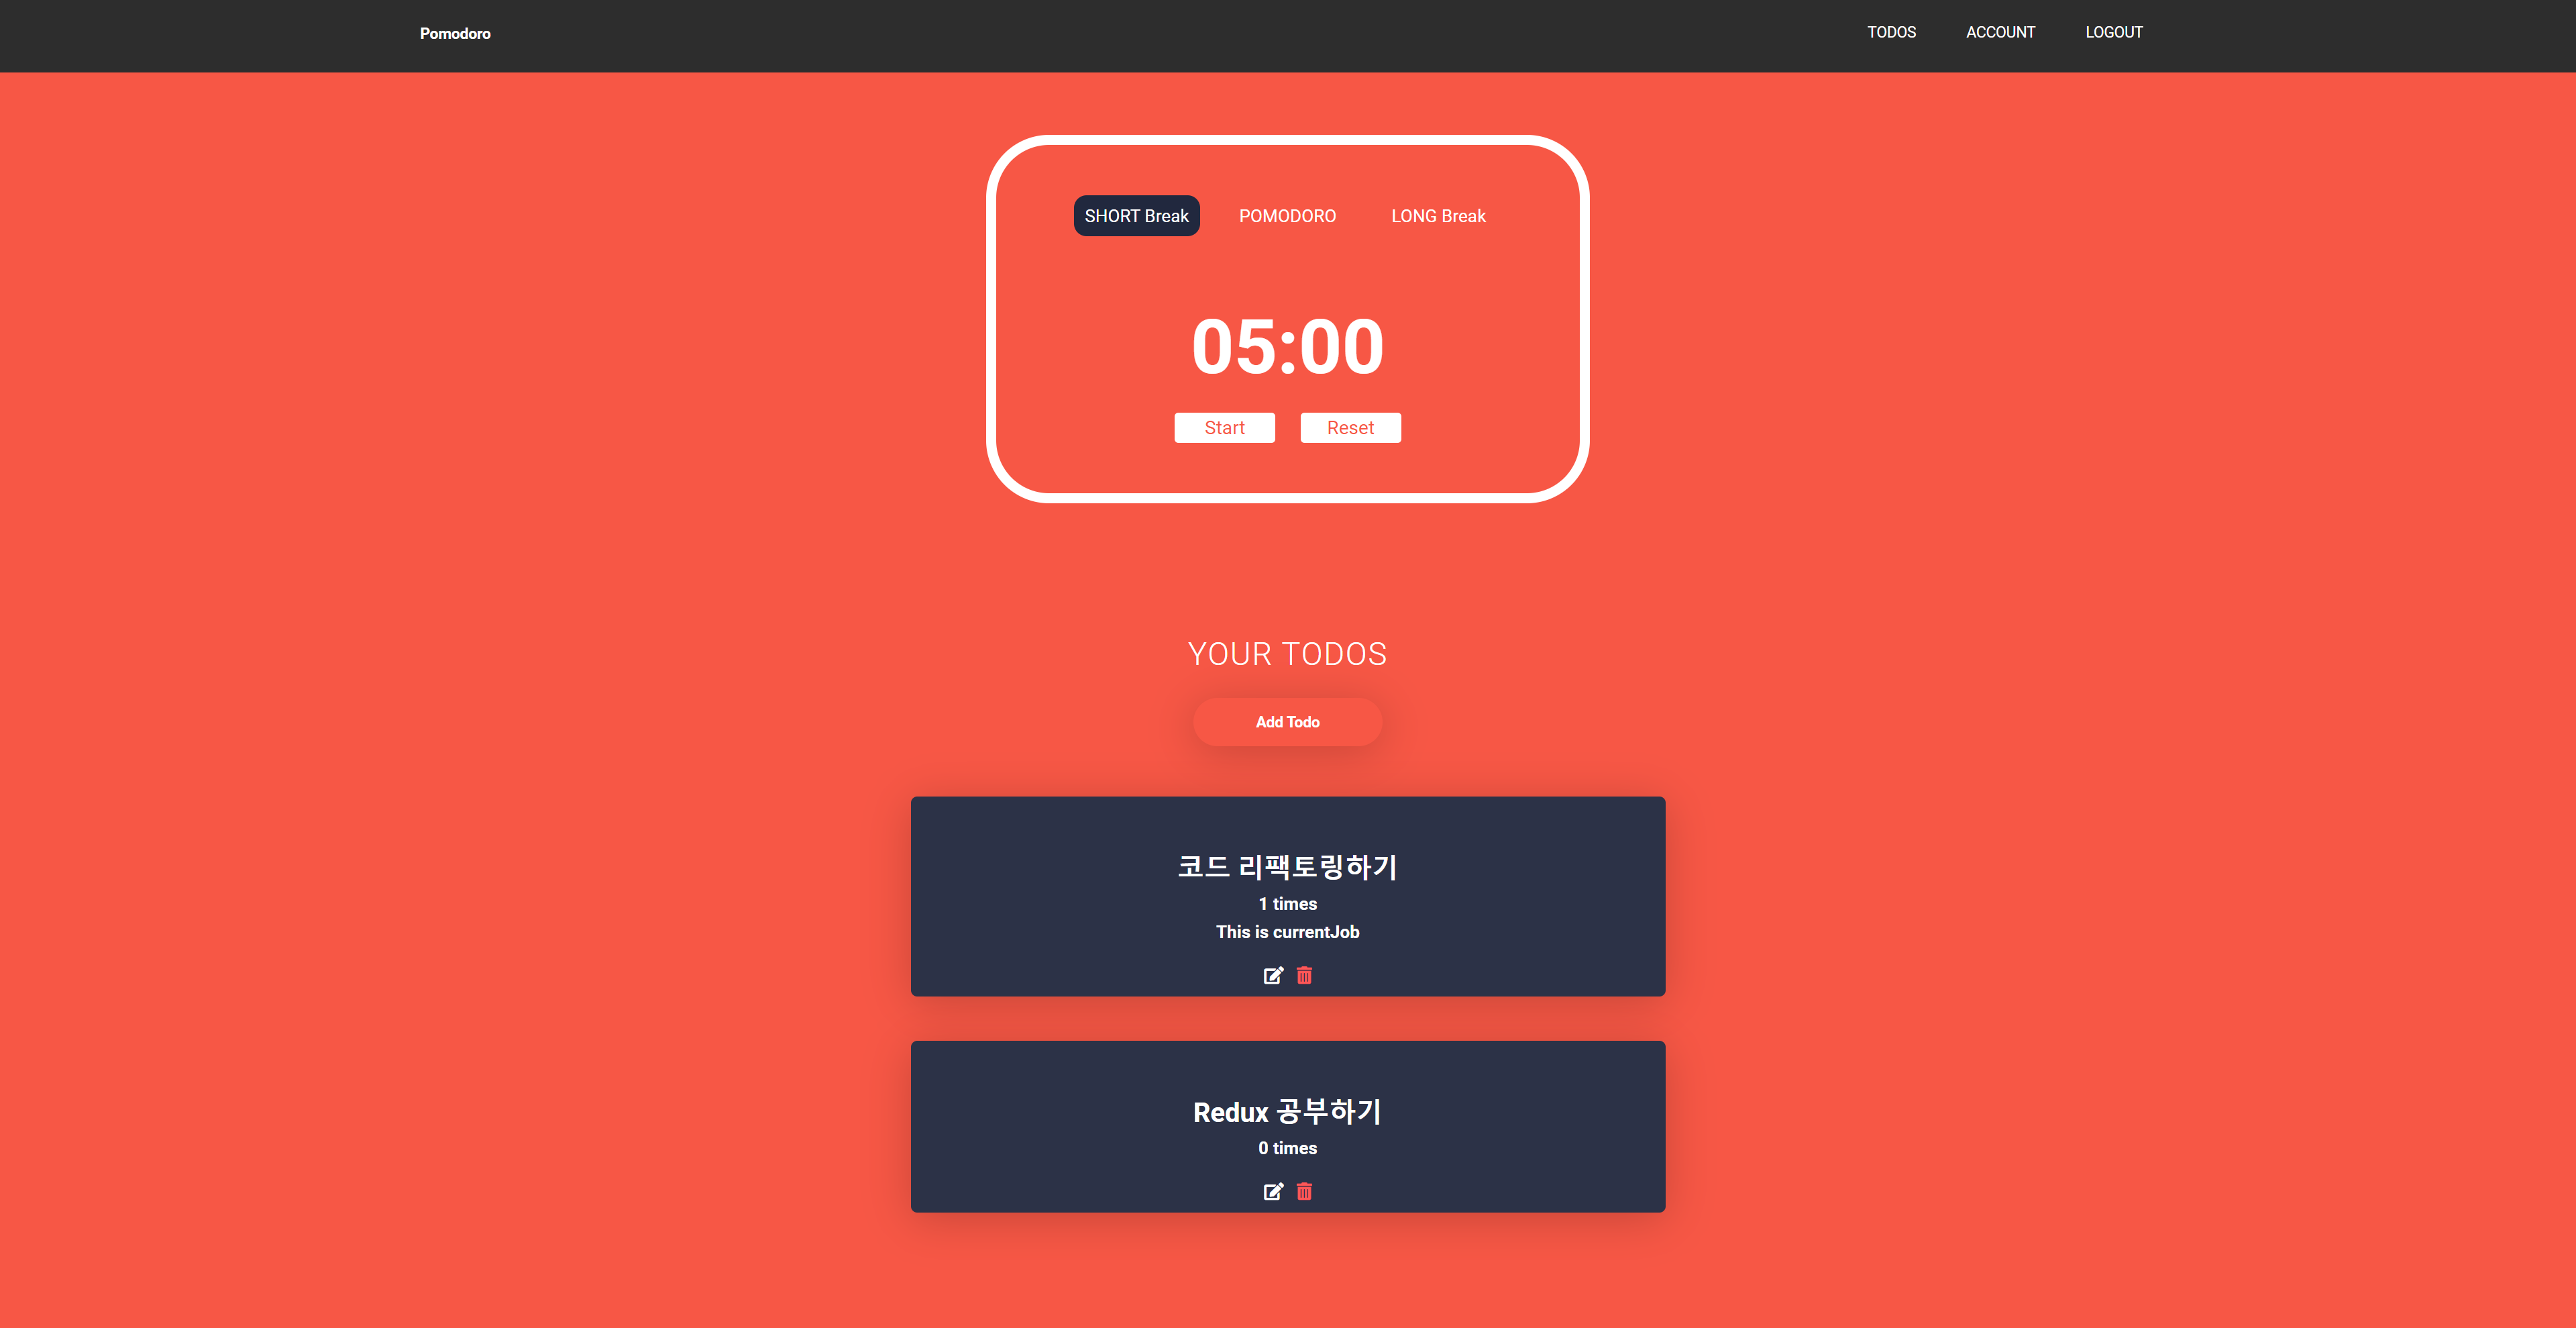 Pomodoro
TODOS ACCOUNT LOGOUT
SHORT Break POMODORO LONG Break
05:00
Start Reset
YOUR TODOS
Add Todo
코드 리팩토링하기
1 times
This is currentJob
Redux 공부하기
0 times